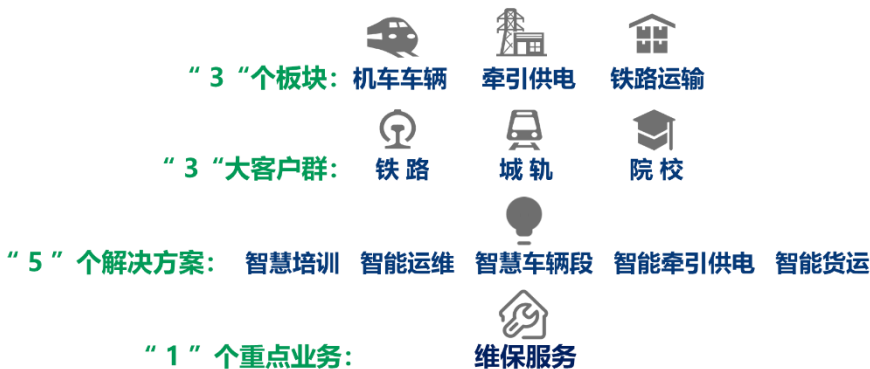 “ 3 “个板块： 机车车辆 牵引供电 铁路运输
“ 3 “大客户群： 铁 路 城 轨 院 校
“ 5 ” 个解决方案： 智慧培训 智能运维 智慧车辆段 智能牵引供电 智能货运
“ 1 ” 个重点业务： 维保服务